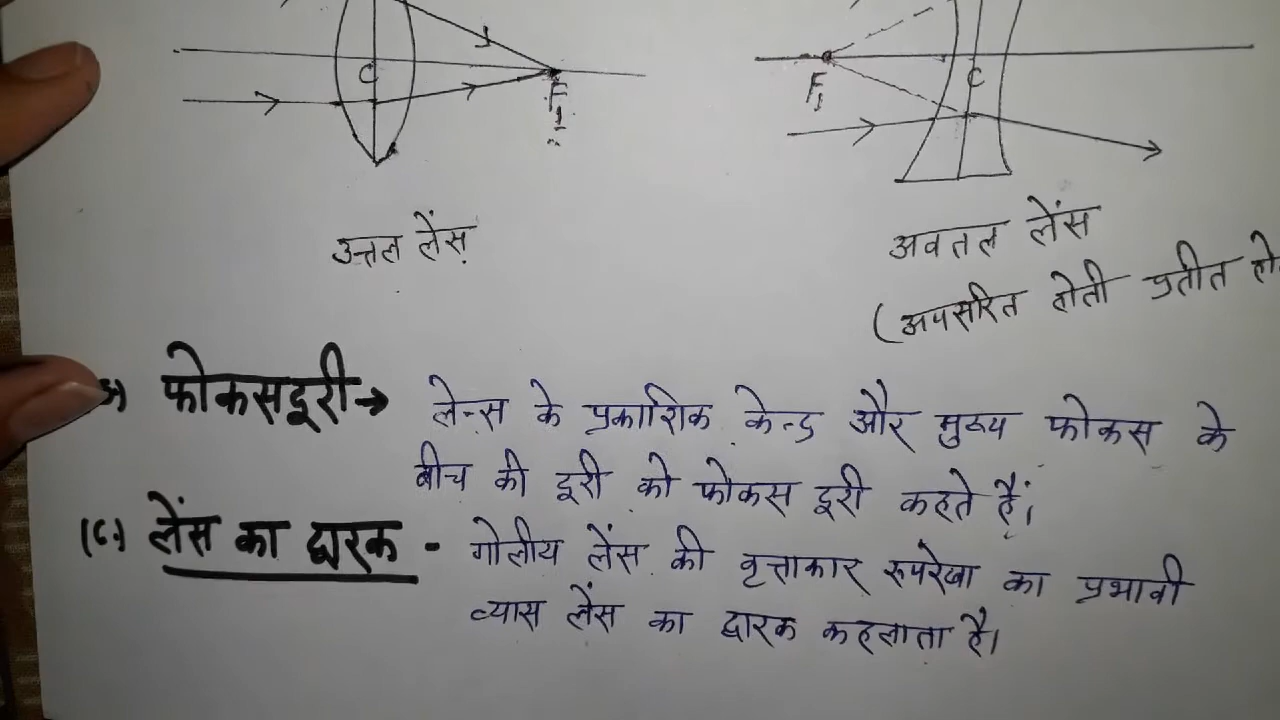 C
F₁
F₁
C
उत्तल लेंस
अवतल लेंस
(अपसरित होती प्रतीत
फोकसदूरी→ लेन्स के प्रकाशिक केन्द्र और मुख्य फोकस के
बीच की दूरी को फोकस दूरी कहते हैं।
(C.) लेंस का द्वारक - गोलीय लेंस की वृत्ताकार रुपरेखा का प्रभावी
व्यास लेंस का द्वारक कहलाता है।